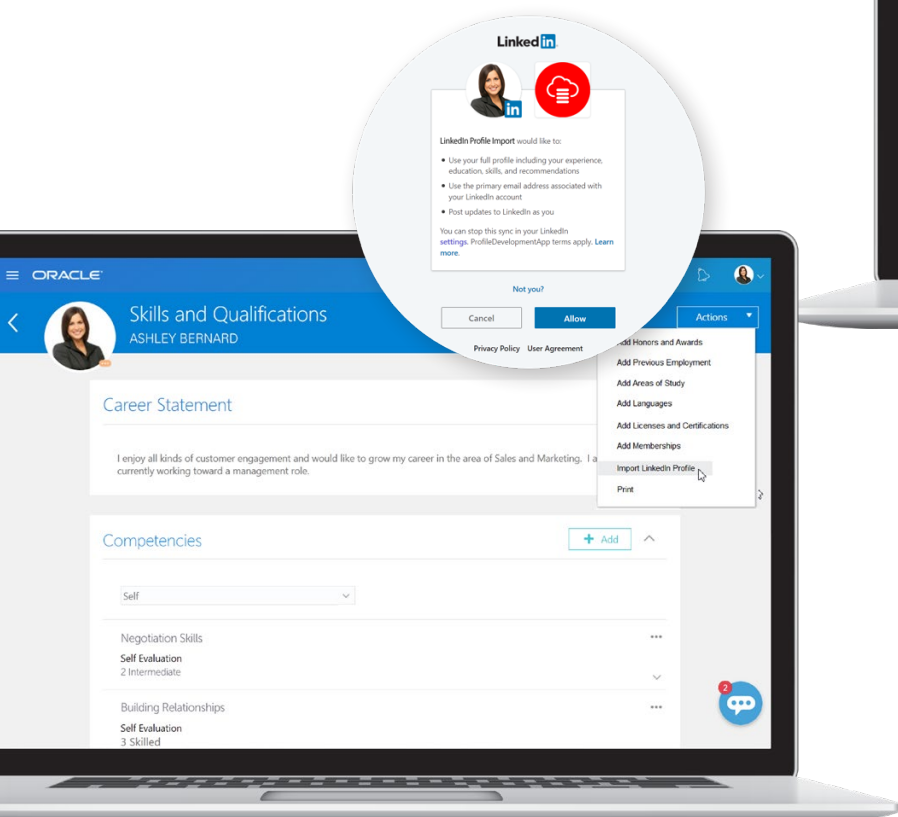 Linked in
in
LinkedIn Profile Import would like to:
• Use your full profile including your experience,
education, skills, and recommendations
• Use the primary email address associated with
your LinkedIn account
• Post updates to LinkedIn as you
You can stop this sync in your LinkedIn
settings. ProfileDevelopmentApp terms apply. Learn
more.
Not you?
Cancel
Allow
Privacy Policy User Agreement
ORACLE
Skills and Qualifications
ASHLEY BERNARD
Actions
Add Honors and Awards
Add Previous Employment
Add Areas of Study
Add Languages
Add Licenses and Certifications
Add Memberships
Import LinkedIn Profile
Print
Career Statement
I enjoy all kinds of customer engagement and would like to grow my career in the area of Sales and Marketing. I a
currently working toward a management role.
Competencies
+ Add
Self
Negotiation Skills
Self Evaluation
2 Intermediate
Building Relationships
Self Evaluation
3 Skilled
2